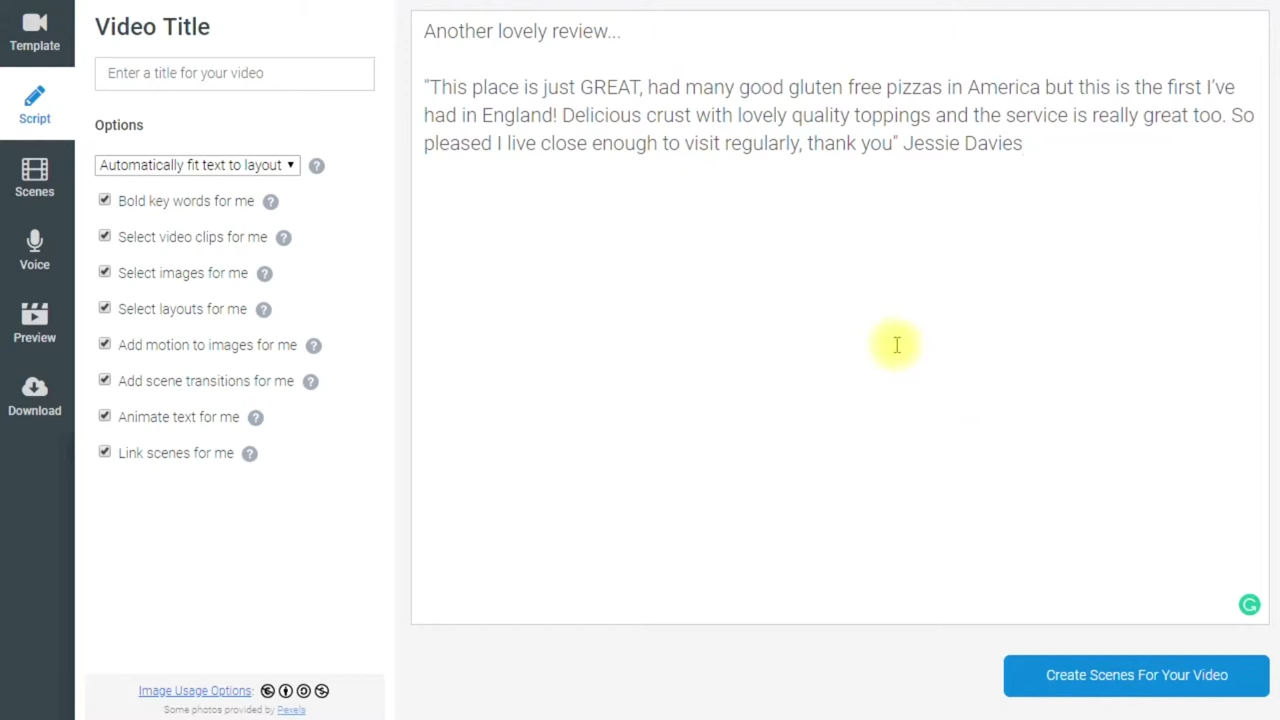 Template
Script
Scenes
Voice
Preview
Download
Video Title
Enter a title for your video
Options
Automatically fit text to layout
Bold key words for me
Select video clips for me
Select images for me
Select layouts for me
Add motion to images for me
Add scene transitions for me
Animate text for me
Link scenes for me
Image Usage Options:
Some photos provided by Pexels
Another lovely review...
"This place is just GREAT, had many good gluten free pizzas in America but this is the first I've
had in England! Delicious crust with lovely quality toppings and the service is really great too. So
pleased I live close enough to visit regularly, thank you" Jessie Davies
Create Scenes For Your Video